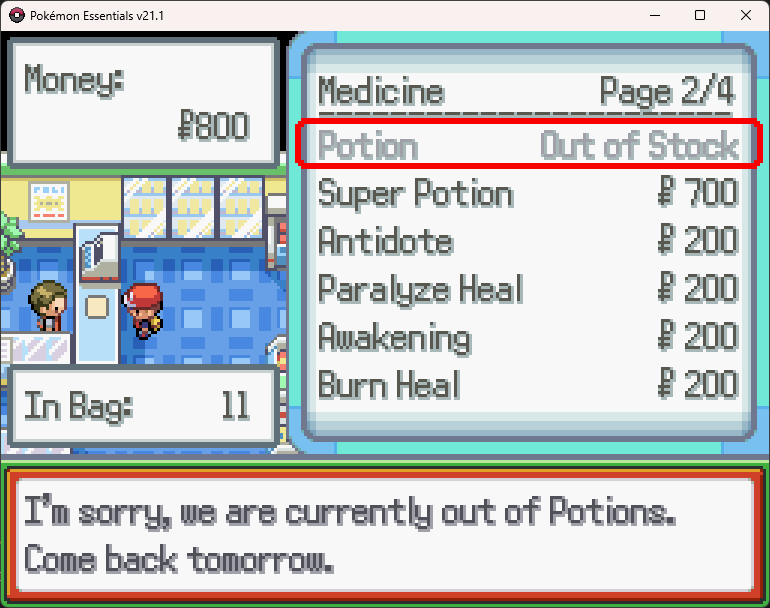 Pokémon Essentials v21.1
Money:
₽800
Medicine Page 2/4
Potion Out of Stock
Super Potion ₽ 700
Antidote ₽ 200
Paralyze Heal ₽ 200
Awakening ₽ 200
Burn Heal ₽ 200
In Bag: 11
I'm sorry, we are currently out of Potions.
Come back tomorrow.